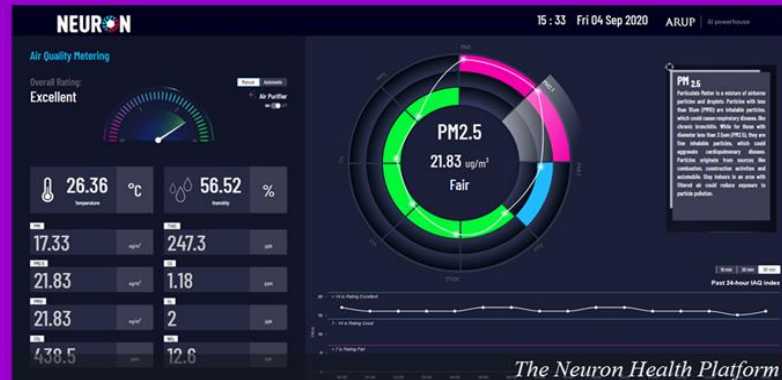 NEURON
15 : 33 Fri 04 Sep 2020
ARUP
AI powerhouse
Air Quality Metering
Overall Rating:
Excellent
Manual Automatic
Air Purifier
26.36 °C
Temperature
56.52 %
Humidity
17.33
247.3
PM2.5
21.83
1.18
PM10
21.83
2
438.5
12.6
PM2.5
21.83 ug/m³
Fair
TVOC
PM 2.5
Particulate Matter is a mixture of airborne
particles and droplets. Particles with less
than 10um (PM10) are inhalable particles,
which could cause respiratory diseases, like
chronic bronchitis. While for those with
diameter less than 2.5um (PM2.5), they are
fine inhalable particles, which could
aggravate cardiopulmonary disease.
Particles originate from sources like
combustion, construction activities and
automobile. Stay indoors in an area with
filtered air could reduce exposure to
particle pollution.
Past 24-hour IAQ index
The Neuron Health Platform